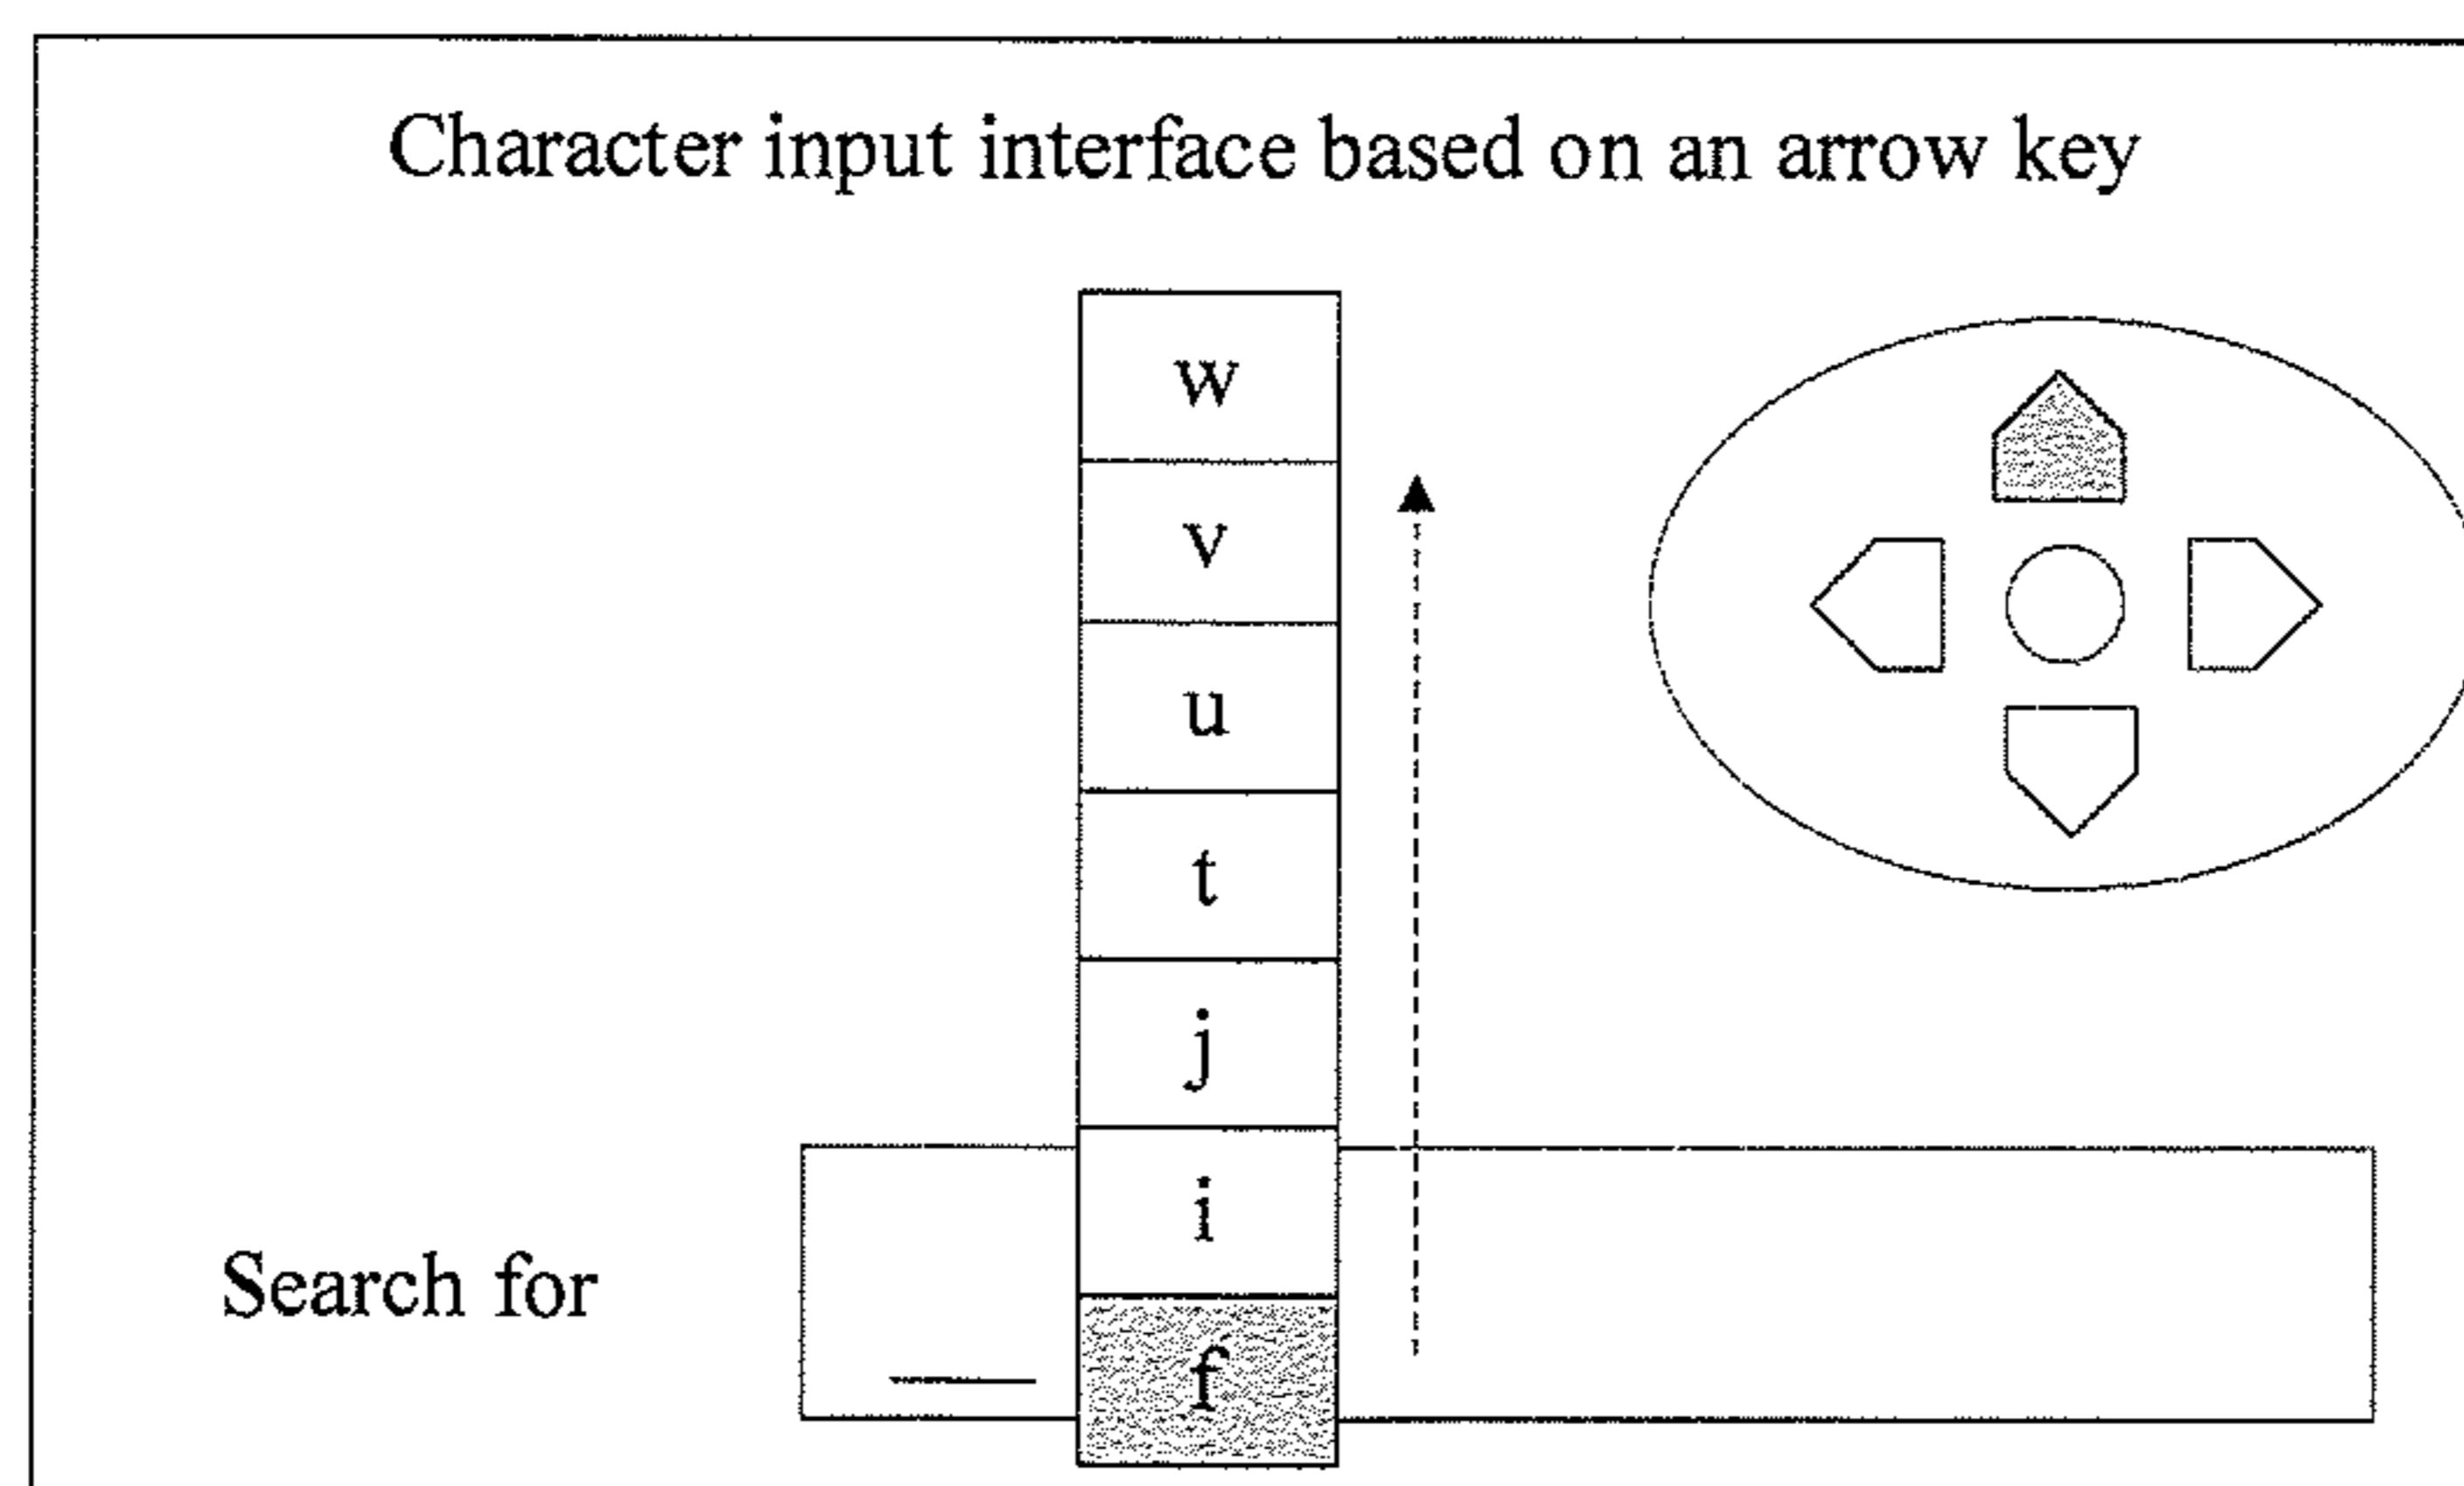 Character input interface based on an arrow key
w
v
u
t
j
i
Search for
f